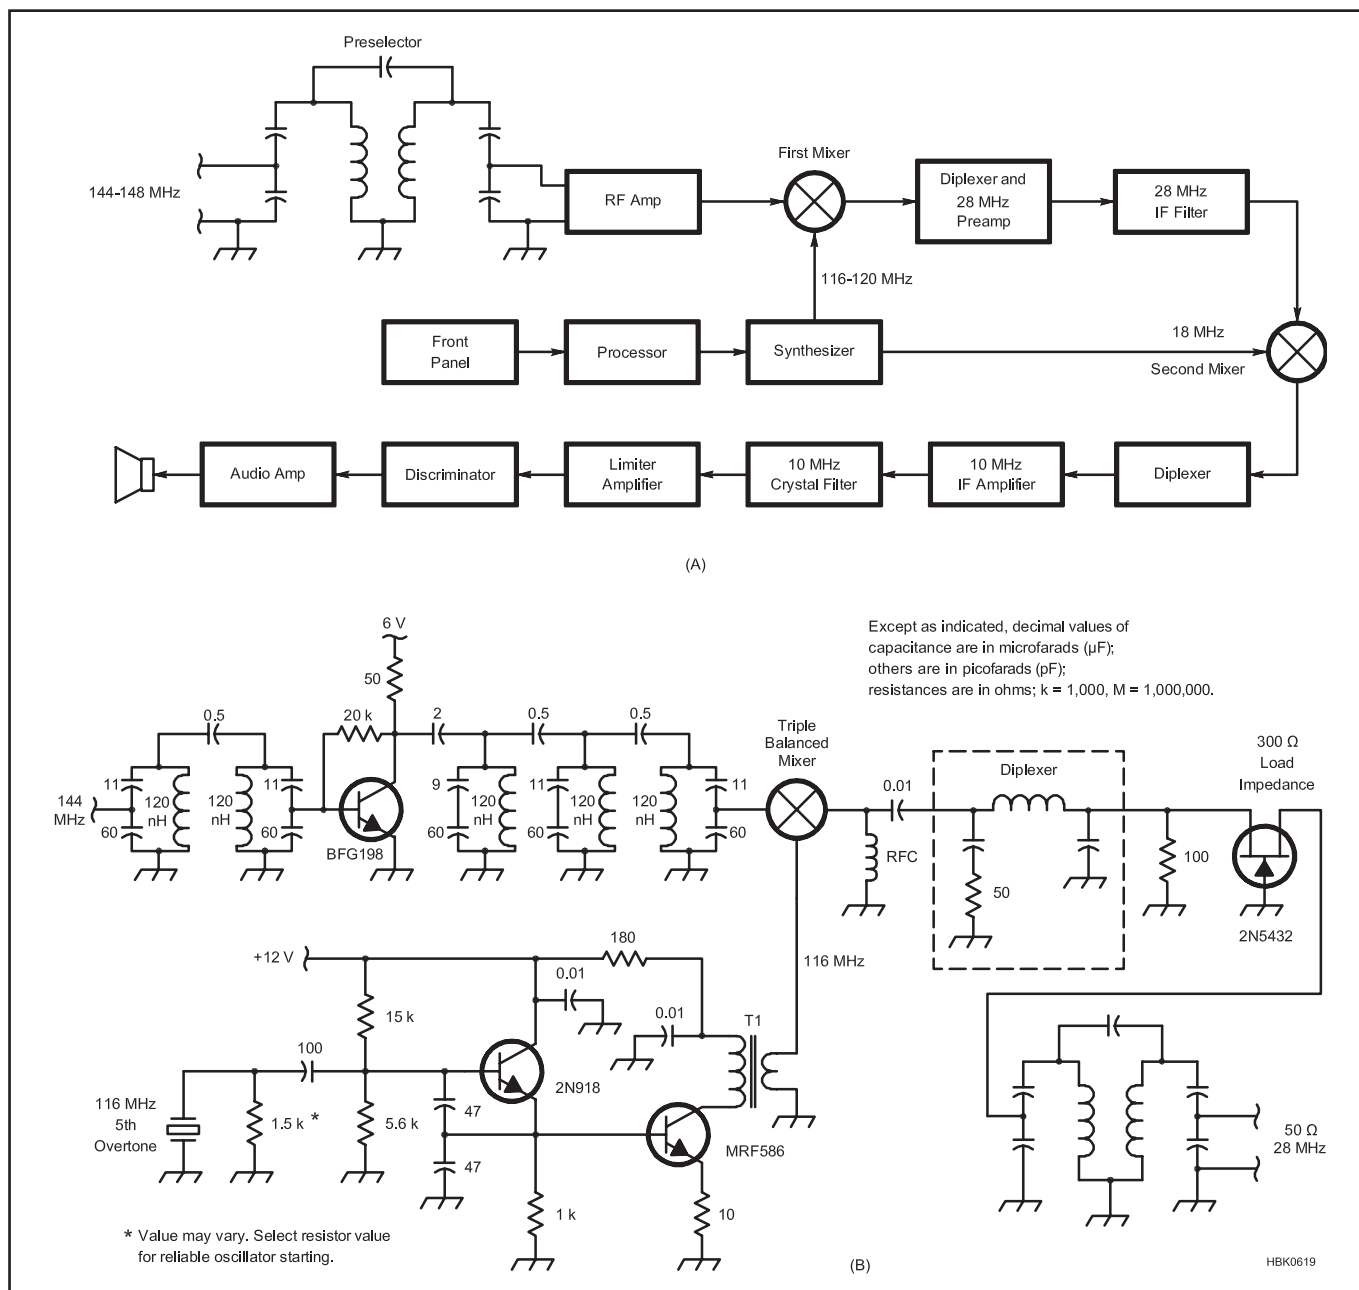 Preselector
144-148 MHz
RF Amp
First Mixer
Diplexer and
28 MHz
Preamp
28 MHz
IF Filter
116-120 MHz
Front
Panel
Processor
Synthesizer
18 MHz
Second Mixer
Audio Amp
Discriminator
Limiter
Amplifier
10 MHz
Crystal Filter
10 MHz
IF Amplifier
Diplexer
(A)
6 V
50
20 k
2
0.5
0.5
0.5
Except as indicated, decimal values of
capacitance are in microfarads (µF);
others are in picofarads (pF);
resistances are in ohms; k = 1,000, M = 1,000,000.
Triple
Balanced
Mixer
Diplexer
300 Ω
Load
Impedance
0.01
144
MHz
11
60
120
nH
120
nH
11
60
BFG198
9
60
120
nH
11
60
120
nH
120
nH
11
60
RFC
50
100
2N5432
+12 V
180
0.01
15 k
0.01
T1
116 MHz
100
2N918
116 MHz
5th
Overtone
1.5 k *
5.6 k
47
47
MRF586
1 k
10
50 Ω
28 MHz
* Value may vary. Select resistor value
for reliable oscillator starting.
(B)
HBK0619